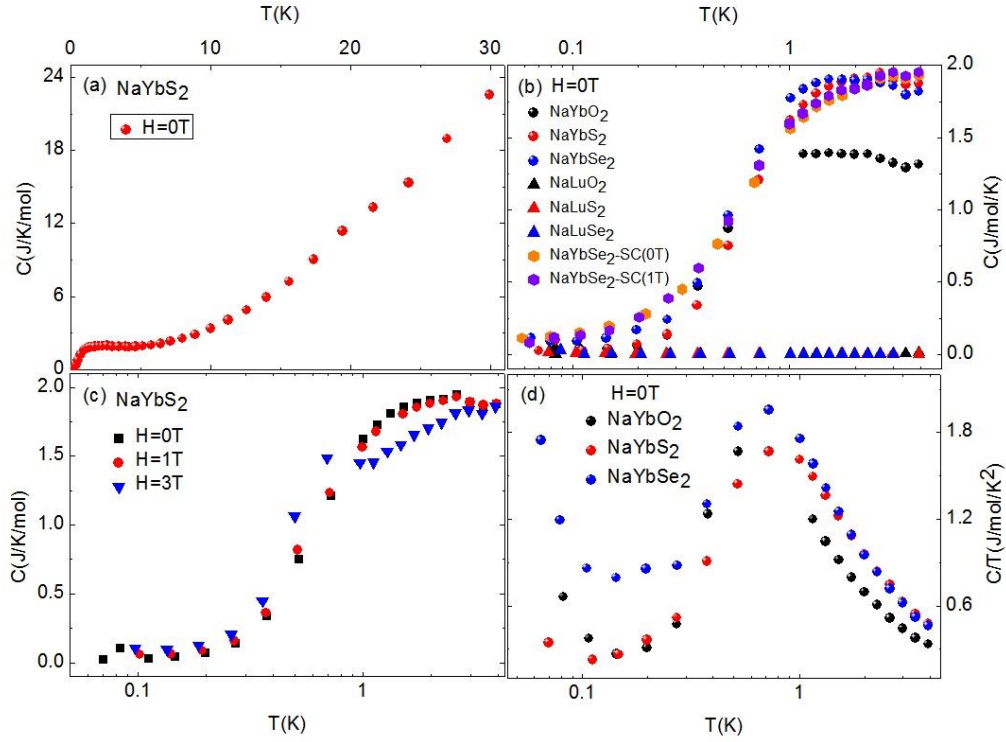 T(K)
T(K)
0
10
20
30
0.1
1
(a)
NaYbS2
H=0T
24
18
12
6
0
C(J/K/mol)
(b)
H=0T
NaYbO2
NaYbS2
NaYbSe2
NaLuO2
NaLuS2
NaLuSe2
NaYbSe2-SC(0T)
NaYbSe2-SC(1T)
2.0
1.5
1.0
0.5
0.0
C(J/mol/K)
(c)
NaYbS2
H=0T
H=1T
H=3T
2.0
1.5
1.0
0.5
0.0
C(J/K/mol)
0.1
1
T(K)
(d)
H=0T
NaYbO2
NaYbS2
NaYbSe2
1.8
1.2
0.6
C/T(J/mol/K2)
0.1
1
T(K)